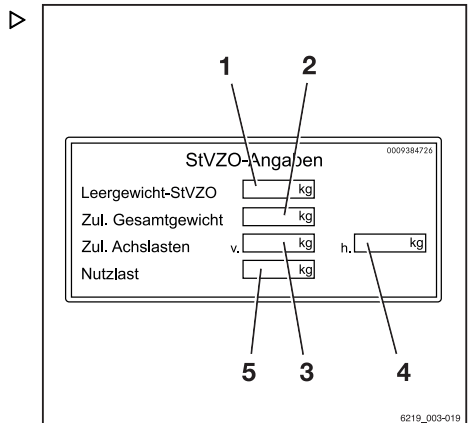 1 2
StVZO-Angaben 0009384726
Leergewicht-StVZO kg
Zul. Gesamtgewicht kg
Zul. Achslasten v. kg h. kg
Nutzlast kg
5 3 4
6219_003-019